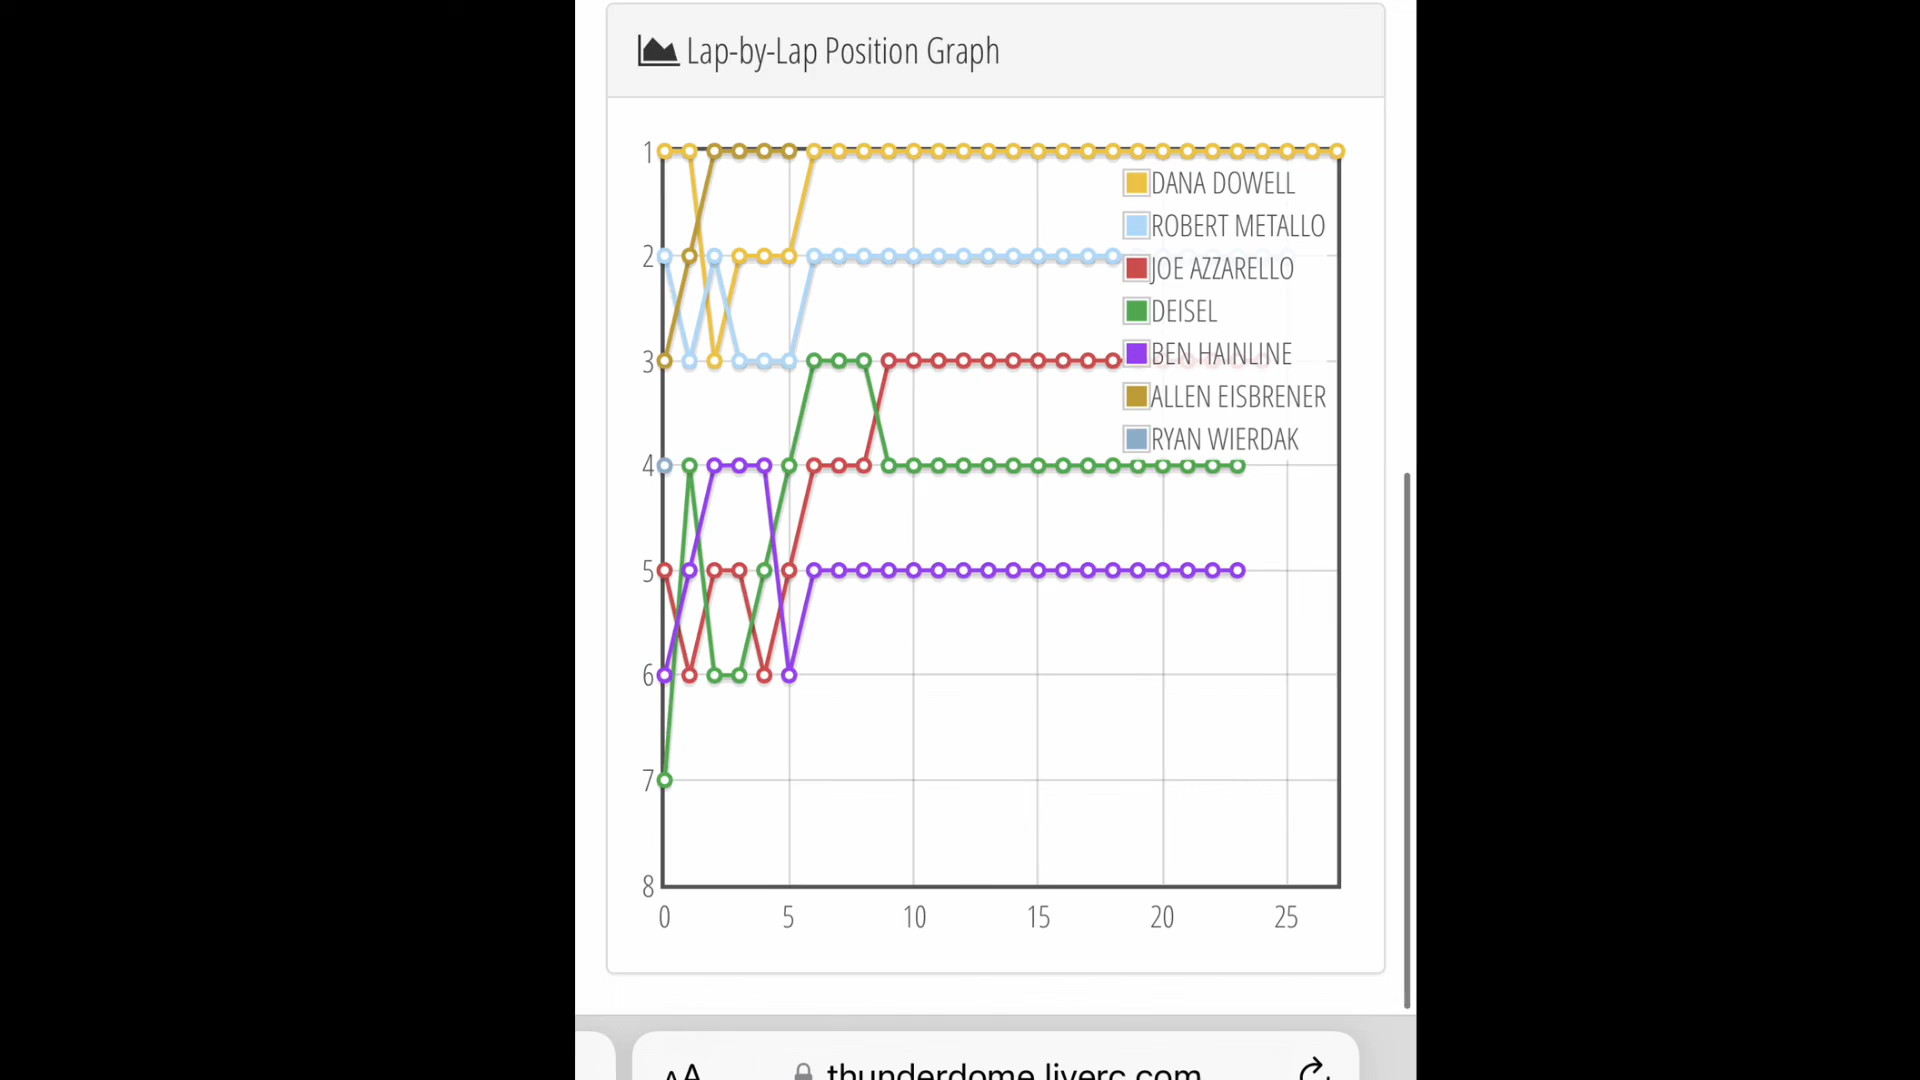 Lap-by-Lap Position Graph
1
DANA DOWELL
ROBERT METALLO
2
JOE AZZARELLO
DEISEL
3
BEN HAINLINE
ALLEN EISBRENER
RYAN WIERDAK
4
5
6
7
8
0 5 10 15 20 25
AA thunderdome.liverc.com